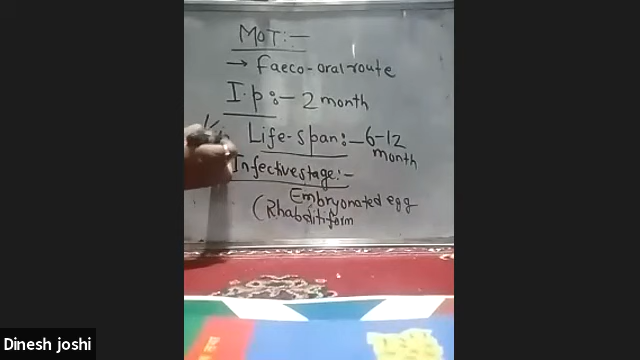 MOT:-
→ Faeco-oral route
I.p:- 2 month
Life-span:- 6-12
month
Infective stage:-
Embryonated egg
(Rhabditiform
Dinesh joshi